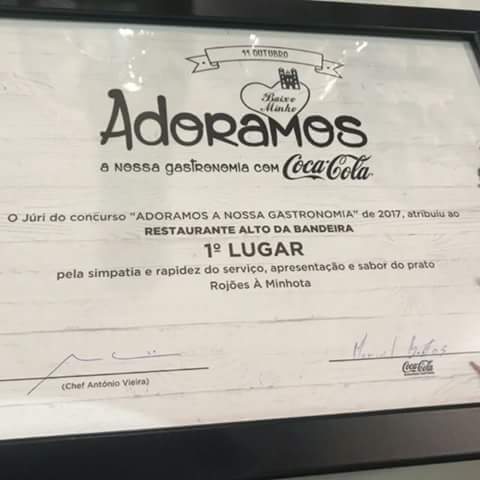 11 OUTUBRO
Baixo
Minho
ADORAMOS
a nossa gastronomia com Coca-Cola
O Júri do concurso "ADORAMOS A NOSSA GASTRONOMIA" de 2017, atribuiu ao
RESTAURANTE ALTO DA BANDEIRA
1º LUGAR
pela simpatia e rapidez do serviço, apresentação e sabor do prato
Rojões À Minhota
(Chef António Vieira)
Coca-Cola